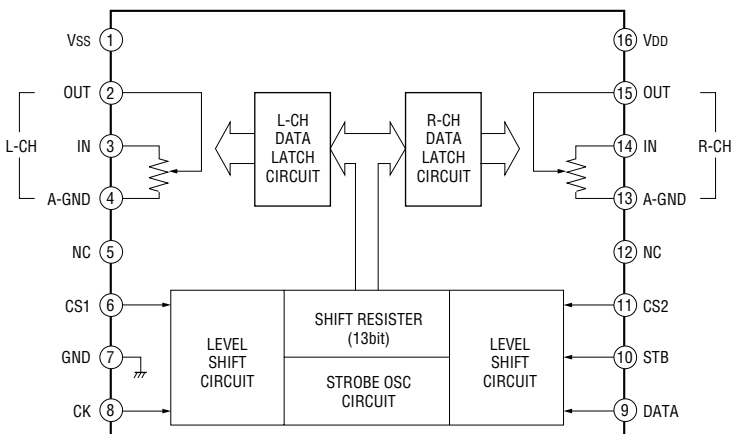 Vss 1
16 VDD
OUT 2
15 OUT
L-CH
IN 3
14 IN
R-CH
A-GND 4
13 A-GND
L-CH
DATA
LATCH
CIRCUIT
R-CH
DATA
LATCH
CIRCUIT
NC 5
12 NC
CS1 6
11 CS2
GND 7
10 STB
CK 8
9 DATA
LEVEL
SHIFT
CIRCUIT
SHIFT RESISTER
(13bit)
STROBE OSC
CIRCUIT
LEVEL
SHIFT
CIRCUIT